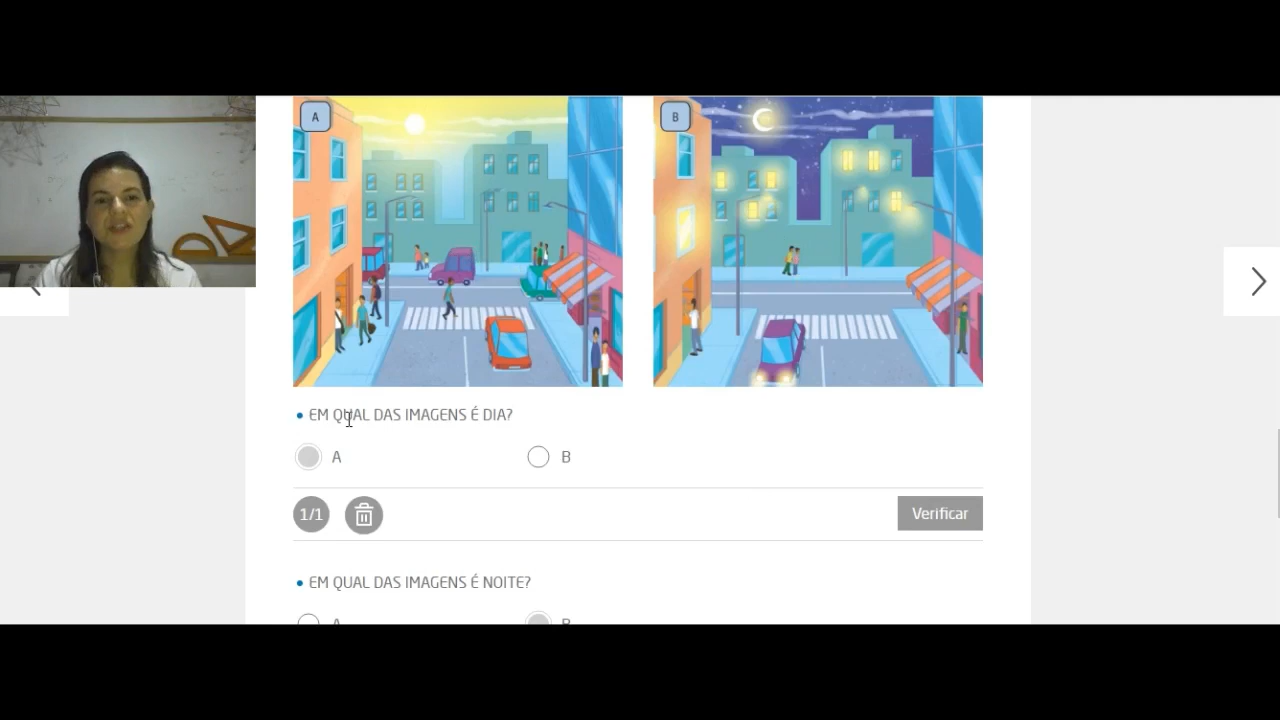 A
B
EM QUAL DAS IMAGENS É DIA?
A B
1/1 Verificar
EM QUAL DAS IMAGENS É NOITE?
A B